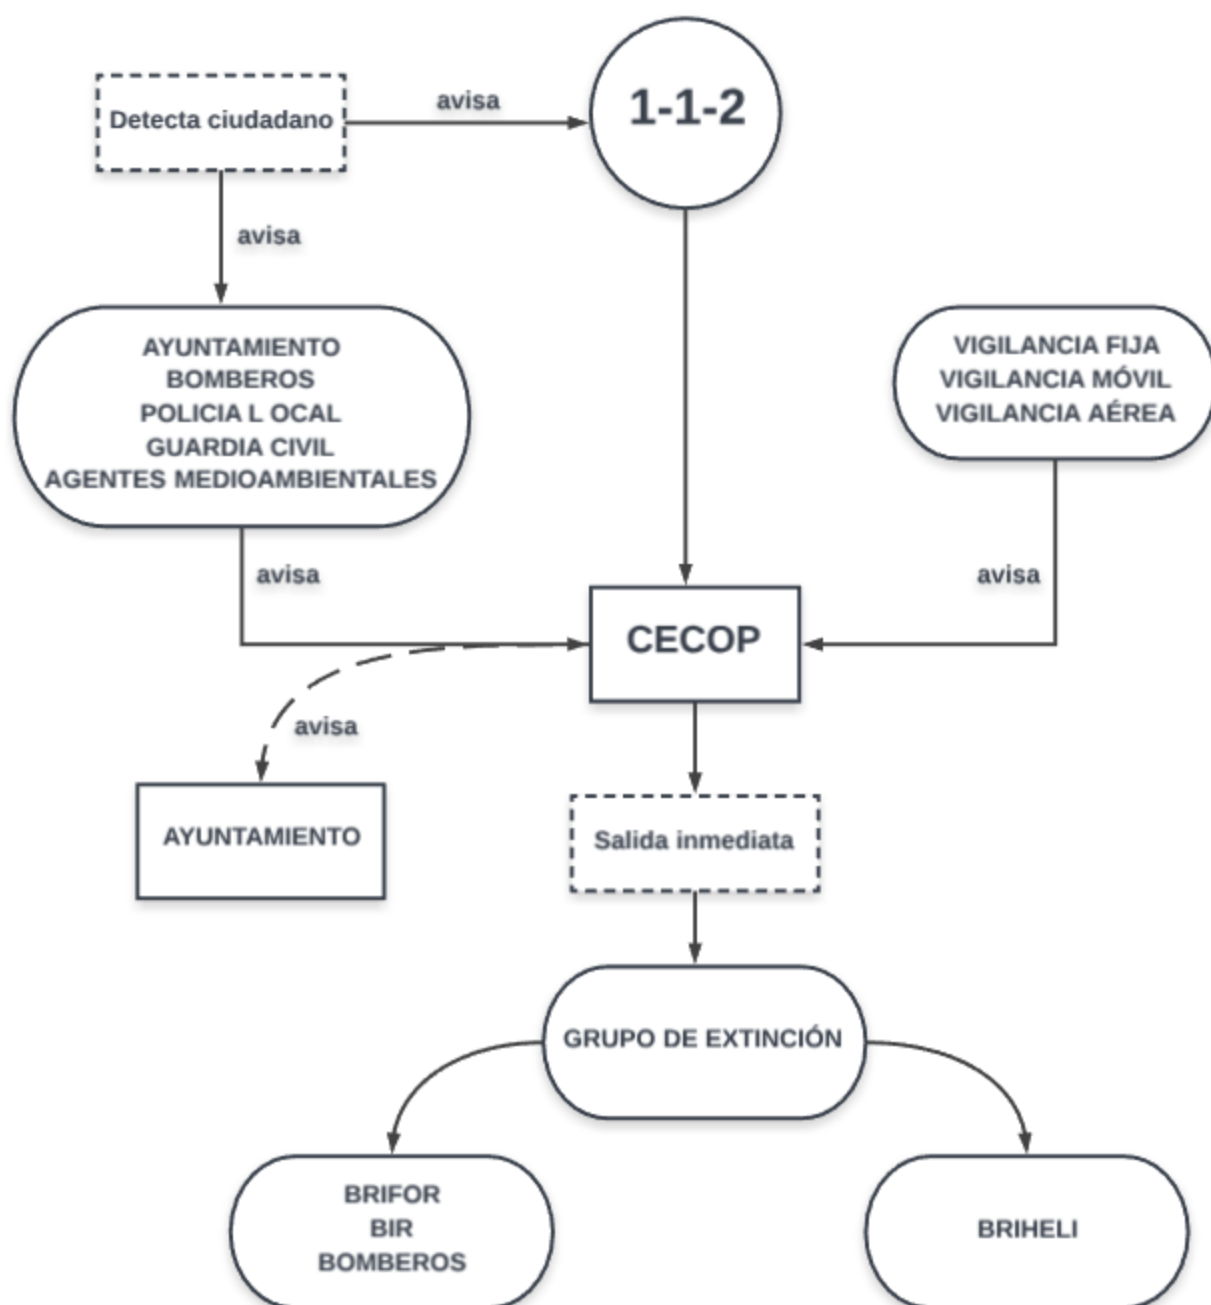 avisa
1-1-2
Detecta ciudadano
avisa
AYUNTAMIENTO
BOMBEROS
POLICIA L OCAL
GUARDIA CIVIL
AGENTES MEDIOAMBIENTALES
VIGILANCIA FIJA
VIGILANCIA MÓVIL
VIGILANCIA AÉREA
avisa
avisa
CECOP
avisa
AYUNTAMIENTO
Salida inmediata
GRUPO DE EXTINCIÓN
BRIFOR
BIR
BOMBEROS
BRIHELI